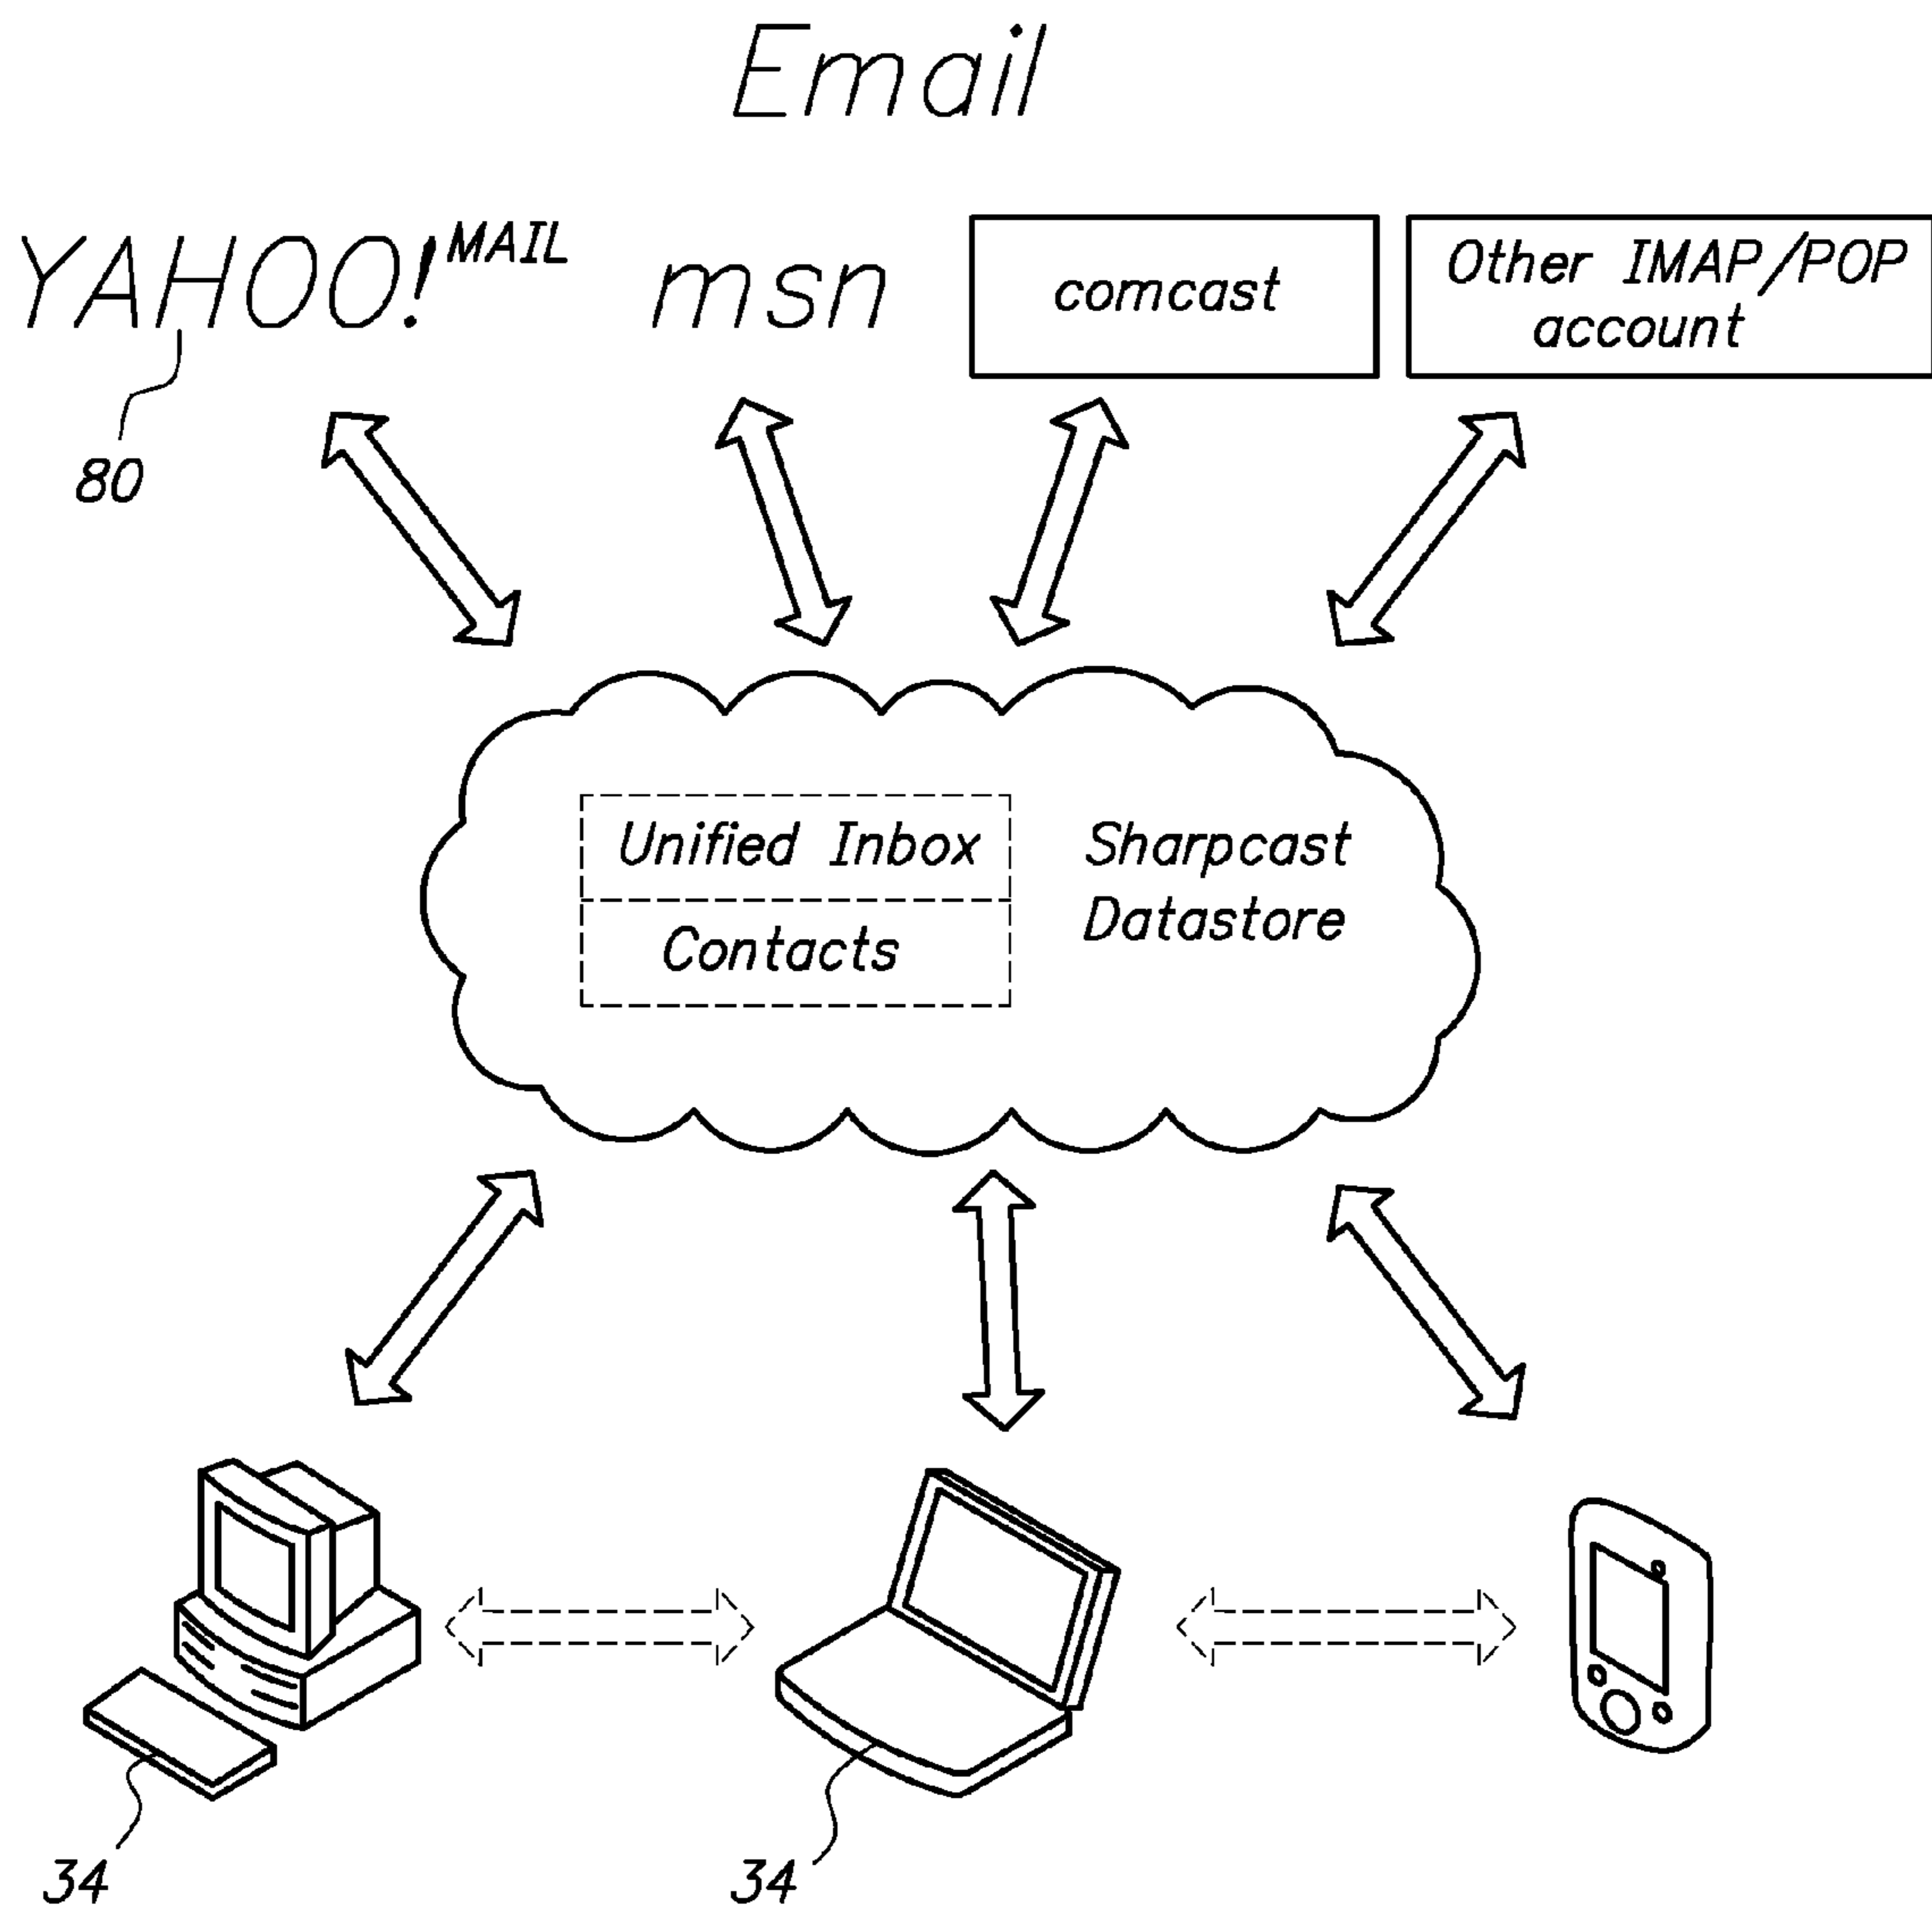 Email
YAHOO! MAIL
msn
comcast
Other IMAP/POP
account
80
Unified Inbox
Contacts
Sharpcast
Datastore
34
34